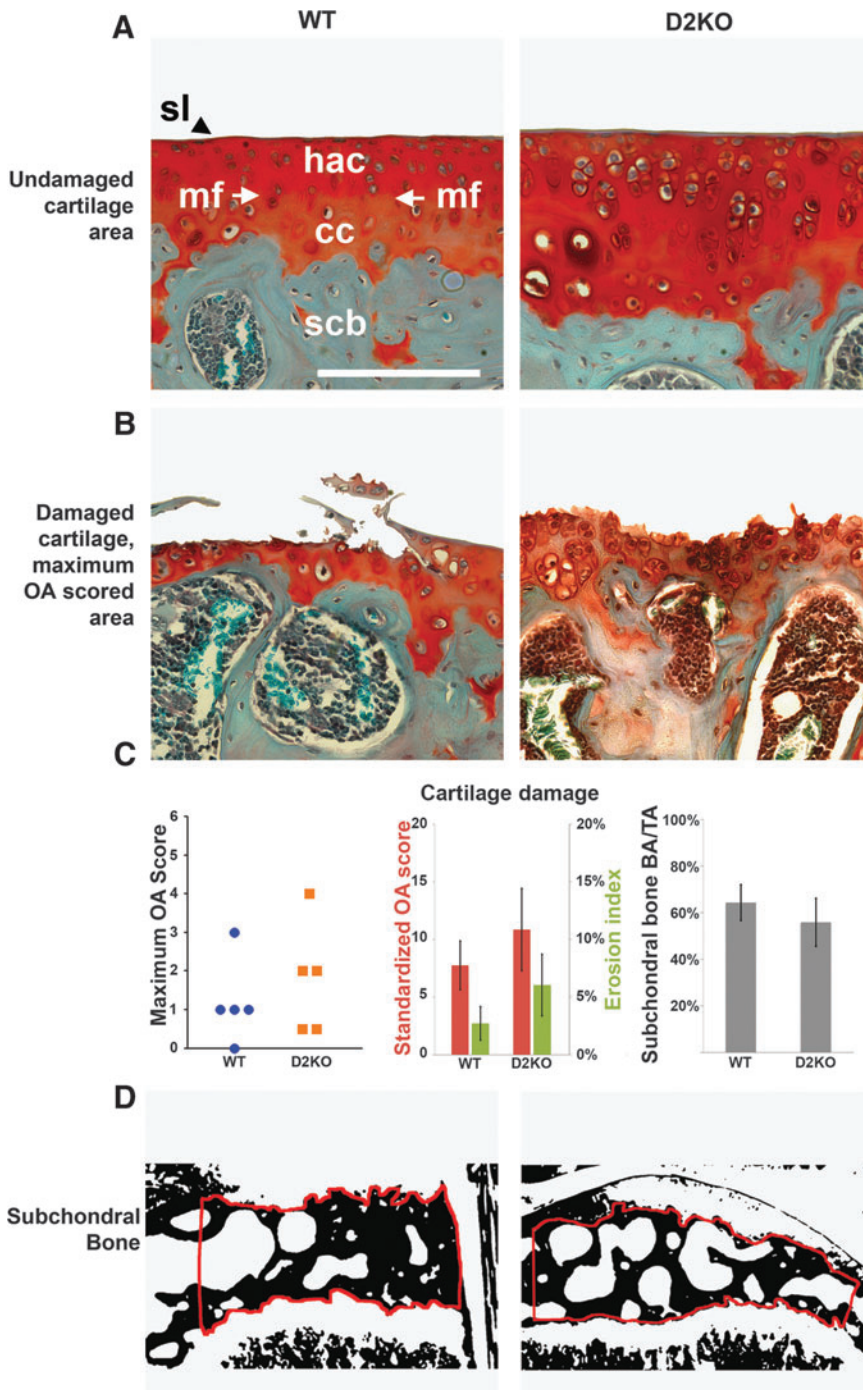 A
WT
D2KO
sl
hac
mf
mf
cc
scb
Undamaged
cartilage
area
B
Damaged
cartilage,
maximum
OA scored
area
C
Maximum OA Score
6
5
4
3
2
1
0
WT
D2KO
Cartilage damage
Standardized OA score
20
15
10
5
0
WT
D2KO
20%
15%
10%
5%
0%
Erosion index
Subchondral bone BA/TA
100%
80%
60%
40%
20%
WT
D2KO
D
Subchondral
Bone